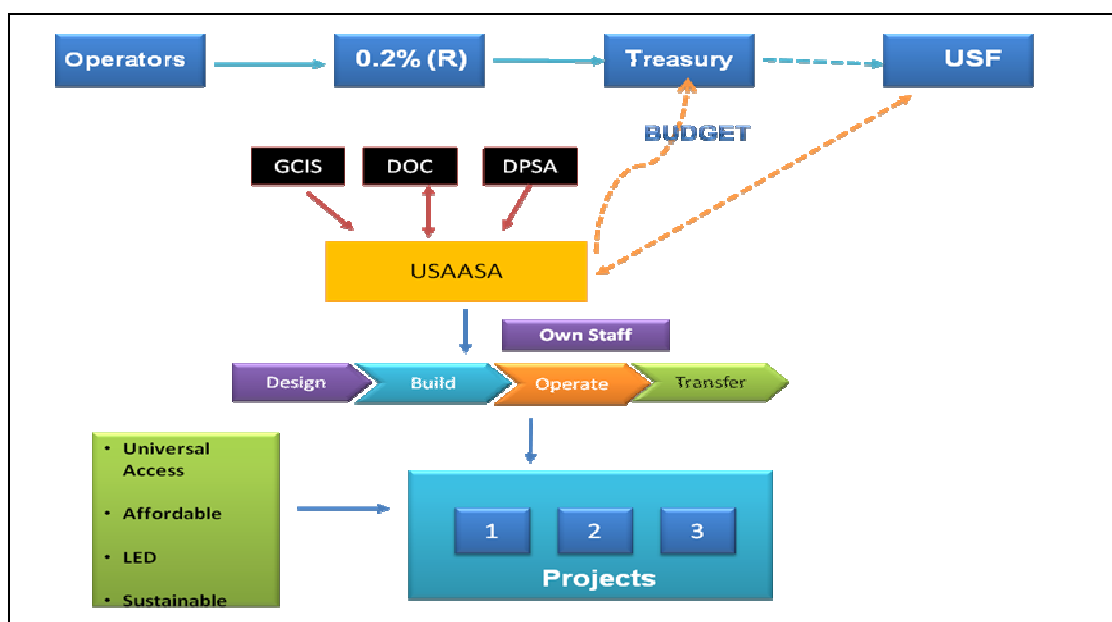 Operators
0.2% (R)
Treasury
USF
BUDGET
GCIS
DOC
DPSA
USAASA
Own Staff
Design
Build
Operate
Transfer
• Universal
Access
• Affordable
• LED
• Sustainable
1
2
3
Projects